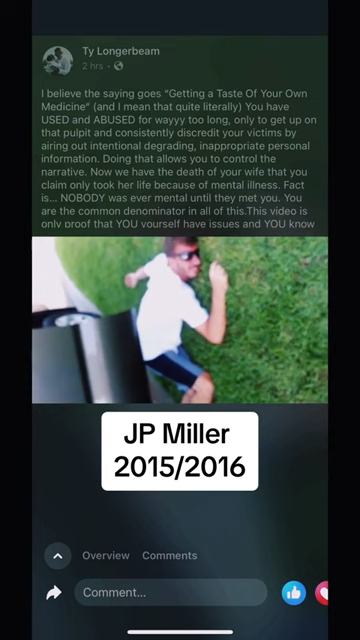 Ty Longerbeam
2 hrs ·
I believe the saying goes "Getting a Taste Of Your Own
Medicine" (and I mean that quite literally) You have
USED and ABUSED for wayyy too long, only to get up on
that pulpit and consistently discredit your victims by
airing out intentional degrading, inappropriate personal
information. Doing that allows you to control the
narrative. Now we have the death of your wife that you
claim only took her life because of mental illness. Fact
is... NOBODY was ever mental until they met you. You
are the common denominator in all of this.This video is
only proof that YOU yourself have issues and YOU know
JP Miller
2015/2016
Overview Comments
Comment...